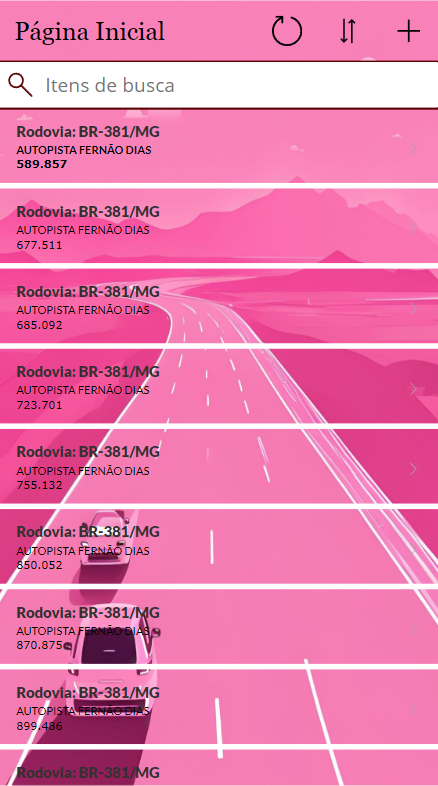 Página Inicial
Itens de busca
Rodovia: BR-381/MG
AUTOPISTA FERNÃO DIAS
589.857
Rodovia: BR-381/MG
AUTOPISTA FERNÃO DIAS
677.511
Rodovia: BR-381/MG
AUTOPISTA FERNÃO DIAS
685.092
Rodovia: BR-381/MG
AUTOPISTA FERNÃO DIAS
723.701
Rodovia: BR-381/MG
AUTOPISTA FERNÃO DIAS
755.132
Rodovia: BR-381/MG
AUTOPISTA FERNÃO DIAS
850.052
Rodovia: BR-381/MG
AUTOPISTA FERNÃO DIAS
870.875
Rodovia: BR-381/MG
AUTOPISTA FERNÃO DIAS
899.486
Rodovia: BR-381/MG